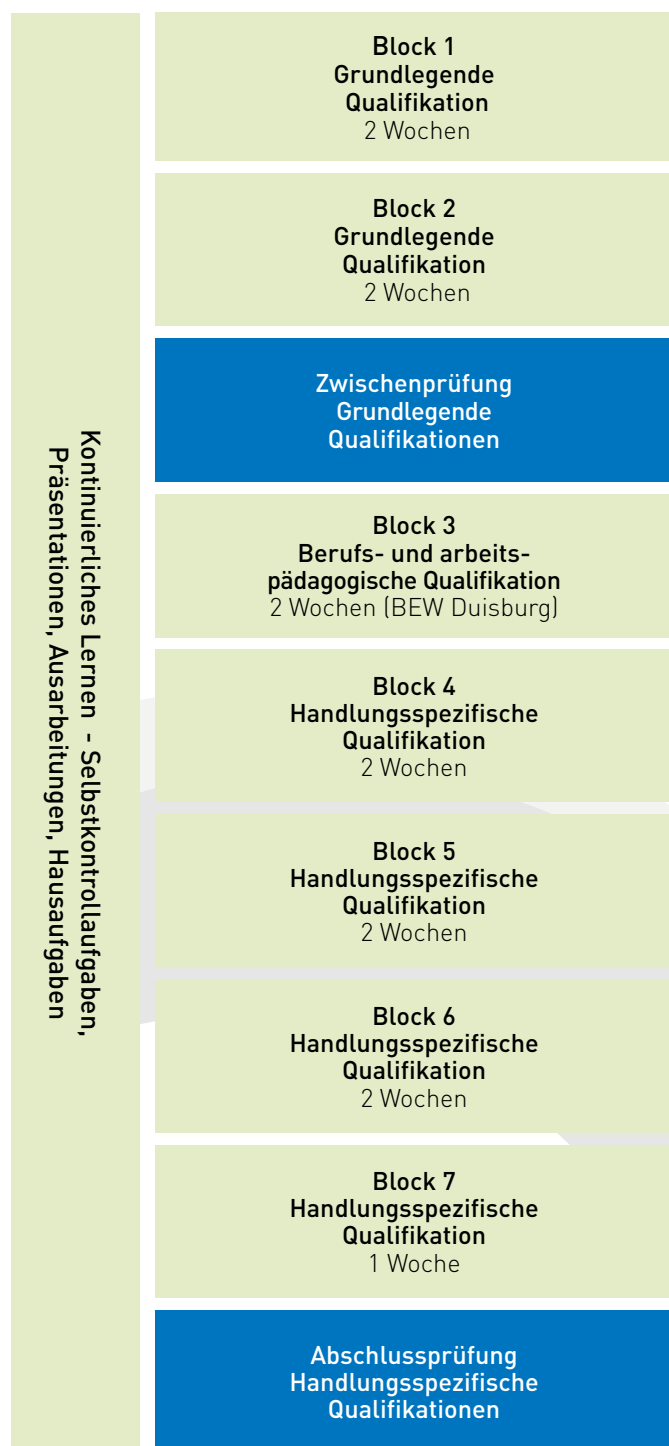 Kontinuierliches Lernen - Selbstkontrollaufgaben,
Präsentationen, Ausarbeitungen, Hausaufgaben
Block 1
Grundlegende
Qualifikation
2 Wochen
Block 2
Grundlegende
Qualifikation
2 Wochen
Zwischenprüfung
Grundlegende
Qualifikationen
Block 3
Berufs- und arbeits-
pädagogische Qualifikation
2 Wochen (BEW Duisburg)
Block 4
Handlungsspezifische
Qualifikation
2 Wochen
Block 5
Handlungsspezifische
Qualifikation
2 Wochen
Block 6
Handlungsspezifische
Qualifikation
2 Wochen
Block 7
Handlungsspezifische
Qualifikation
1 Woche
Abschlussprüfung
Handlungsspezifische
Qualifikationen